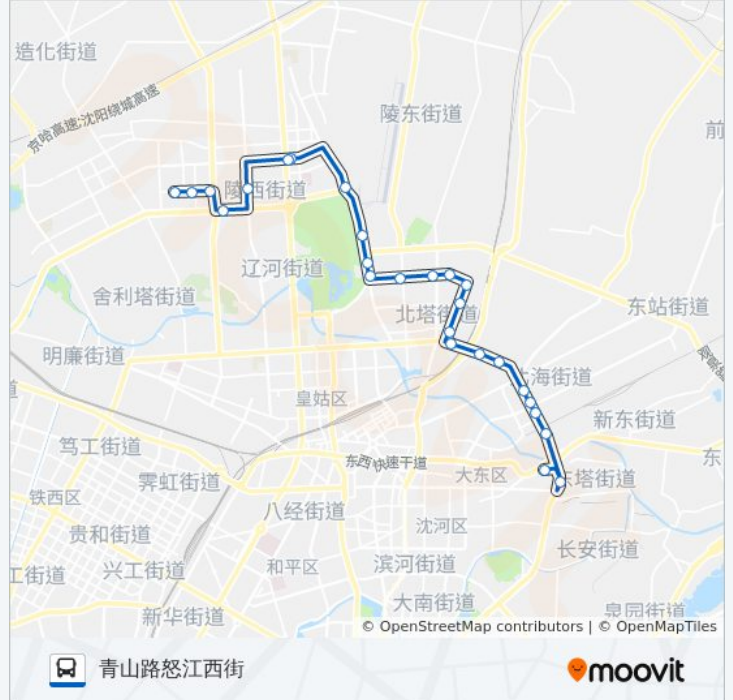 造化街道
京哈高速;沈阳绕城高速
陵东街道
前
陵西街道
辽河街道
舍利塔街道
北塔街道
东站街道
明廉街道
上海街道
道
皇姑区
新东街道
笃工街道
东西快速干道
东
霁虹街道
大东区
东塔街道
铁西区
八经街道
沈河区
贵和街道
长安街道
工街道
兴工街道
和平区
滨河街道
大南街道
泉园街道
新华街道
© OpenStreetMap contributors | © OpenMapTiles
青山路怒江西街
moovit